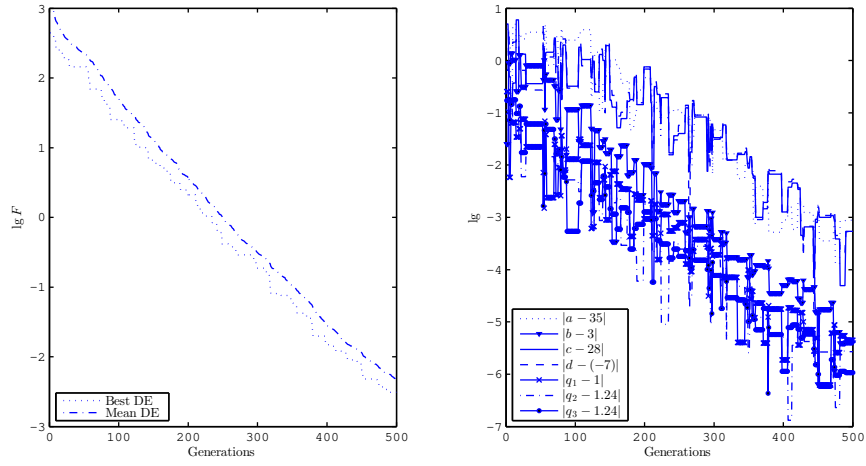 3
2
1
0
−1
−2
−3
0
100
200
300
400
500
lg F
Generations
Best DE
Mean DE
1
0
−1
−2
−3
−4
−5
−6
−7
0
100
200
300
400
500
lg
Generations
|a − 35|
|b − 3|
|c − 28|
|d − (−7)|
|q₁ − 1|
|q₂ − 1.24|
|q₃ − 1.24|